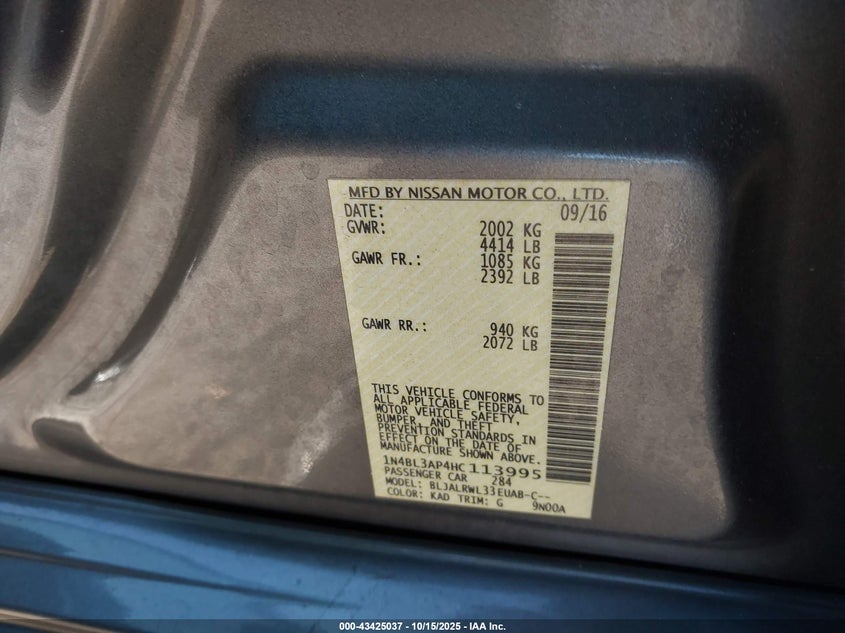 MFD BY NISSAN MOTOR CO., LTD.
DATE: 09/16
GVWR: 2002 KG
4414 LB
GAWR FR.: 1085 KG
2392 LB
GAWR RR.: 940 KG
2072 LB
THIS VEHICLE CONFORMS TO
ALL APPLICABLE FEDERAL
MOTOR VEHICLE SAFETY,
BUMPER, AND THEFT
PREVENTION STANDARDS IN
EFFECT ON THE DATE OF
MANUFACTURE SHOWN ABOVE.
1N4BL3AP4HC113995
PASSENGER CAR 284
MODEL: BLJALRWL33EUAB-C--
COLOR: KAD TRIM: G 9N00A
000-43425037 - 10/15/2025 - IAA Inc.